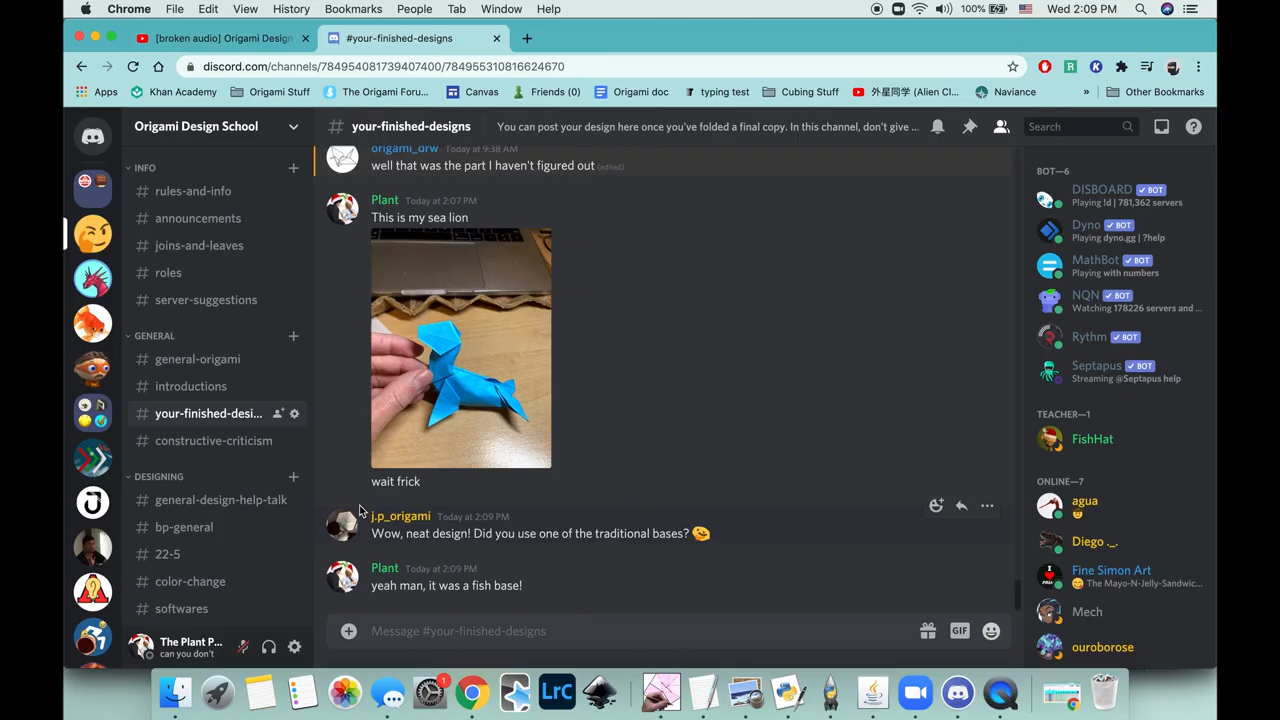 Chrome File Edit View History Bookmarks People Tab Window Help 100% Wed 2:09 PM
[broken audio] Origami Design #your-finished-designs
discord.com/channels/784954081739407400/784955310816624670
Apps Khan Academy Origami Stuff The Origami Foru... Canvas Friends (0) Origami doc typing test Cubing Stuff 外星同学 (Alien Cl... Naviance » Other Bookmarks
Origami Design School
# your-finished-designs You can post your design here once you've folded a final copy. In this channel, don't give ... Search
INFO
# rules-and-info
# announcements
# joins-and-leaves
# roles
# server-suggestions
GENERAL
# general-origami
# introductions
# your-finished-desi...
# constructive-criticism
DESIGNING
# general-design-help-talk
# bp-general
# 22-5
# color-change
# softwares
The Plant P...
can you don't
origami_drw Today at 9:38 AM
well that was the part I haven't figured out (edited)
Plant Today at 2:07 PM
This is my sea lion
wait frick
j.p_origami Today at 2:09 PM
Wow, neat design! Did you use one of the traditional bases?
Plant Today at 2:09 PM
yeah man, it was a fish base!
Message #your-finished-designs
GIF
BOT—6
DISBOARD ✓ BOT
Playing !d | 781,362 servers
Dyno ✓ BOT
Playing dyno.gg | ?help
MathBot ✓ BOT
Playing with numbers
NQN ✓ BOT
Watching 178226 servers and ...
Rythm ✓ BOT
Septapus ✓ BOT
Streaming @Septapus help
TEACHER—1
FishHat
ONLINE—7
agua
Diego ._.
Fine Simon Art
The Mayo-N-Jelly-Sandwic...
Mech
ouroborose
1
LrC